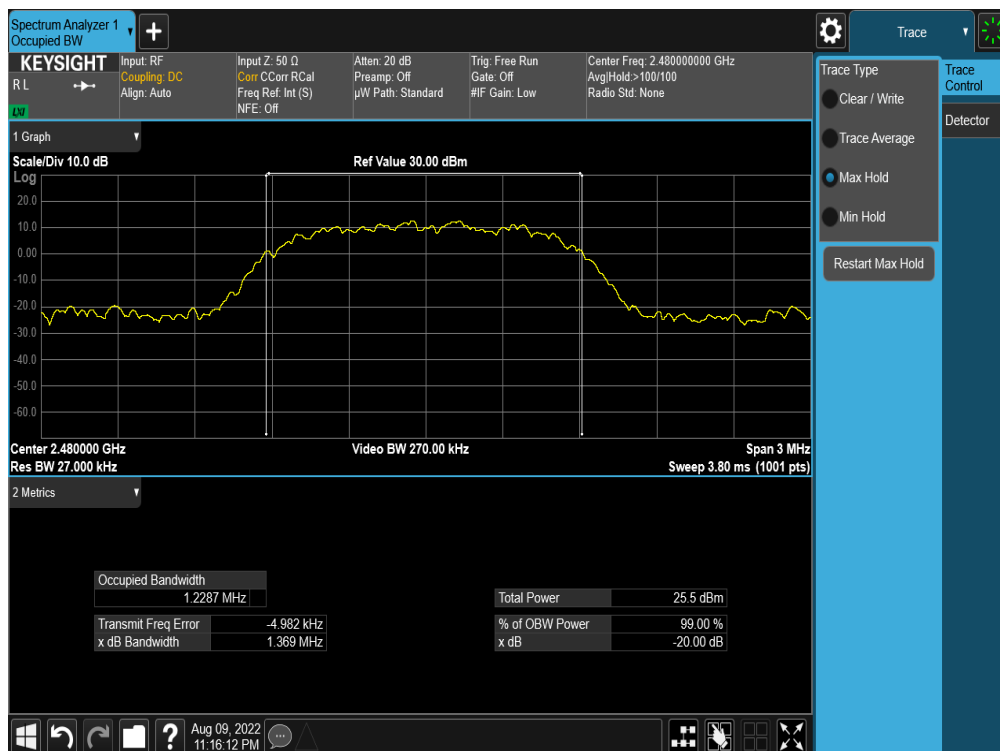 Spectrum Analyzer 1
Occupied BW
Trace
KEYSIGHT
R L
LXI
Input: RF
Coupling: DC
Align: Auto
Input Z: 50 Ω
Corr CCorr RCal
Freq Ref: Int (S)
NFE: Off
Atten: 20 dB
Preamp: Off
µW Path: Standard
Trig: Free Run
Gate: Off
#IF Gain: Low
Center Freq: 2.480000000 GHz
Avg|Hold:>100/100
Radio Std: None
Trace Type
Clear / Write
Trace Average
Max Hold
Min Hold
Restart Max Hold
Trace
Control
Detector
1 Graph
Scale/Div 10.0 dB
Ref Value 30.00 dBm
Log
20.0
10.0
0.00
-10.0
-20.0
-30.0
-40.0
-50.0
-60.0
Center 2.480000 GHz
Video BW 270.00 kHz
Span 3 MHz
Res BW 27.000 kHz
Sweep 3.80 ms (1001 pts)
2 Metrics
Occupied Bandwidth
1.2287 MHz
Total Power 25.5 dBm
Transmit Freq Error -4.982 kHz
% of OBW Power 99.00 %
x dB Bandwidth 1.369 MHz
x dB -20.00 dB
?
Aug 09, 2022
11:16:12 PM